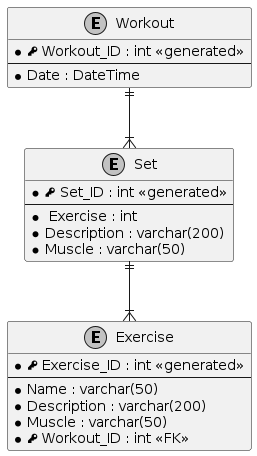 E Workout
Workout_ID : int «generated»
Date : DateTime
E Set
Set_ID : int «generated»
Exercise : int
Description : varchar(200)
Muscle : varchar(50)
E Exercise
Exercise_ID : int «generated»
Name : varchar(50)
Description : varchar(200)
Muscle : varchar(50)
Workout_ID : int «FK»